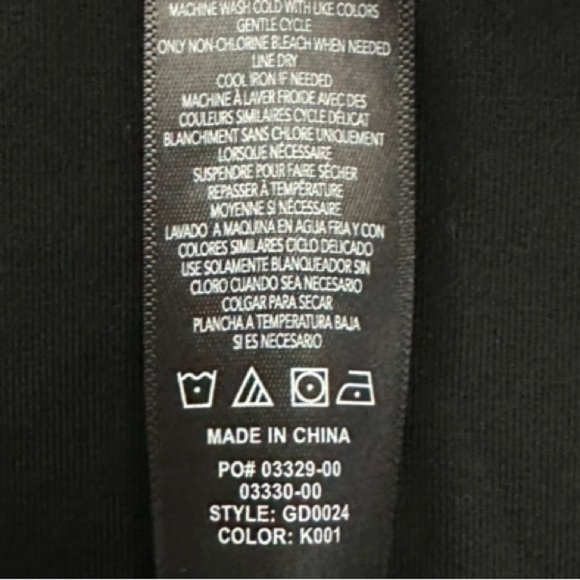 MACHINE WASH COLD WITH LIKE COLORS
GENTLE CYCLE
ONLY NON-CHLORINE BLEACH WHEN NEEDED
LINE DRY
COOL IRON IF NEEDED
MACHINE À LAVER FROIDE AVEC DES
COULEURS SIMILAIRES CYCLE DÉLICAT
BLANCHIMENT SANS CHLORE UNIQUEMENT
LORSQUE NÉCESSAIRE
SUSPENDRE POUR FAIRE SÉCHER
REPASSER À TEMPÉRATURE
MOYENNE SI NÉCESSAIRE
LAVADO A MAQUINA EN AGUA FRIA Y CON
COLORES SIMILARES CICLO DELICADO
USE SOLAMENTE BLANQUEADOR SIN
CLORO CUANDO SEA NECESARIO
COLGAR PARA SECAR
PLANCHA A TEMPERATURA BAJA
SI ES NECESARIO
MADE IN CHINA
PO# 03329-00
03330-00
STYLE: GD0024
COLOR: K001